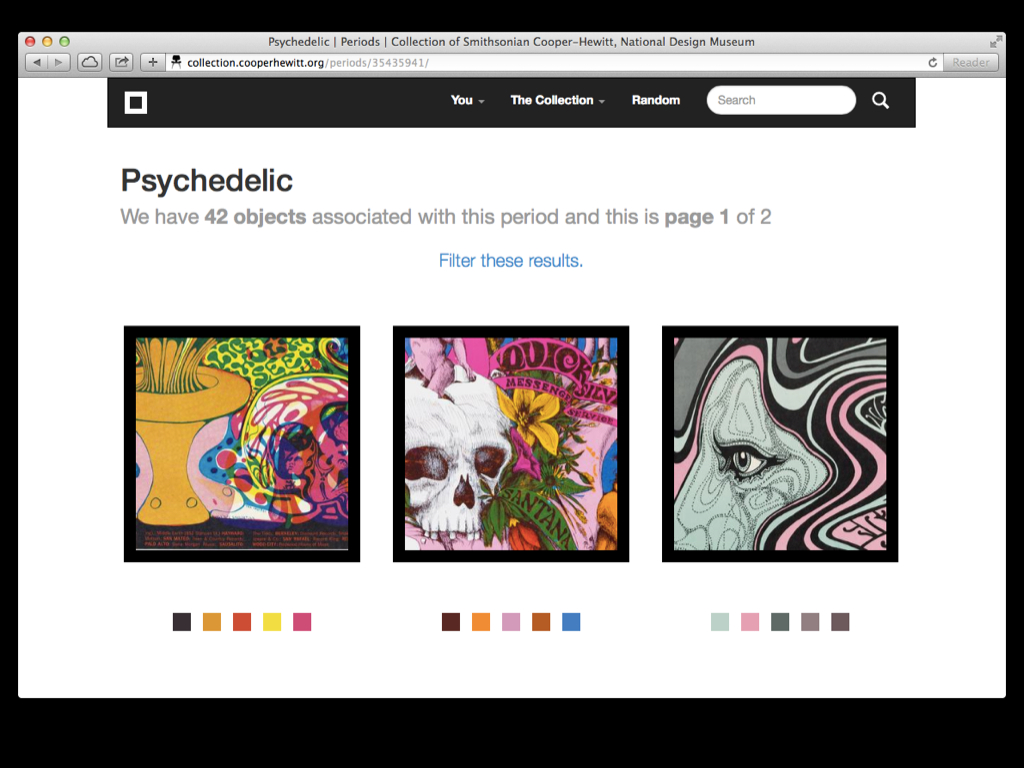 Psychedelic | Periods | Collection of Smithsonian Cooper-Hewitt, National Design Museum
collection.cooperhewitt.org/periods/35435941/
Reader
You
The Collection
Random
Search
Psychedelic
We have 42 objects associated with this period and this is page 1 of 2
Filter these results.
QUICK
SILV
MESSENGER
SERVICE
SANTANA